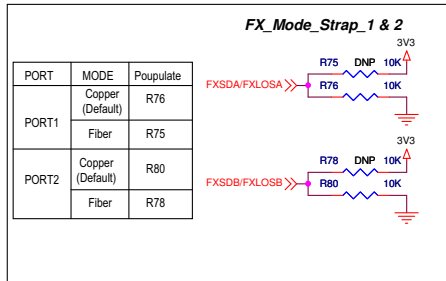 FX_Mode_Strap_1 & 2
3V3
R75 DNP 10K
FXSDA/FXLOSA
R76 10K
3V3
R78 DNP 10K
FXSDB/FXLOSB
R80 10K
PORT MODE Poupulate
PORT1
Copper (Default) R76
Fiber R75
PORT2
Copper (Default) R80
Fiber R78